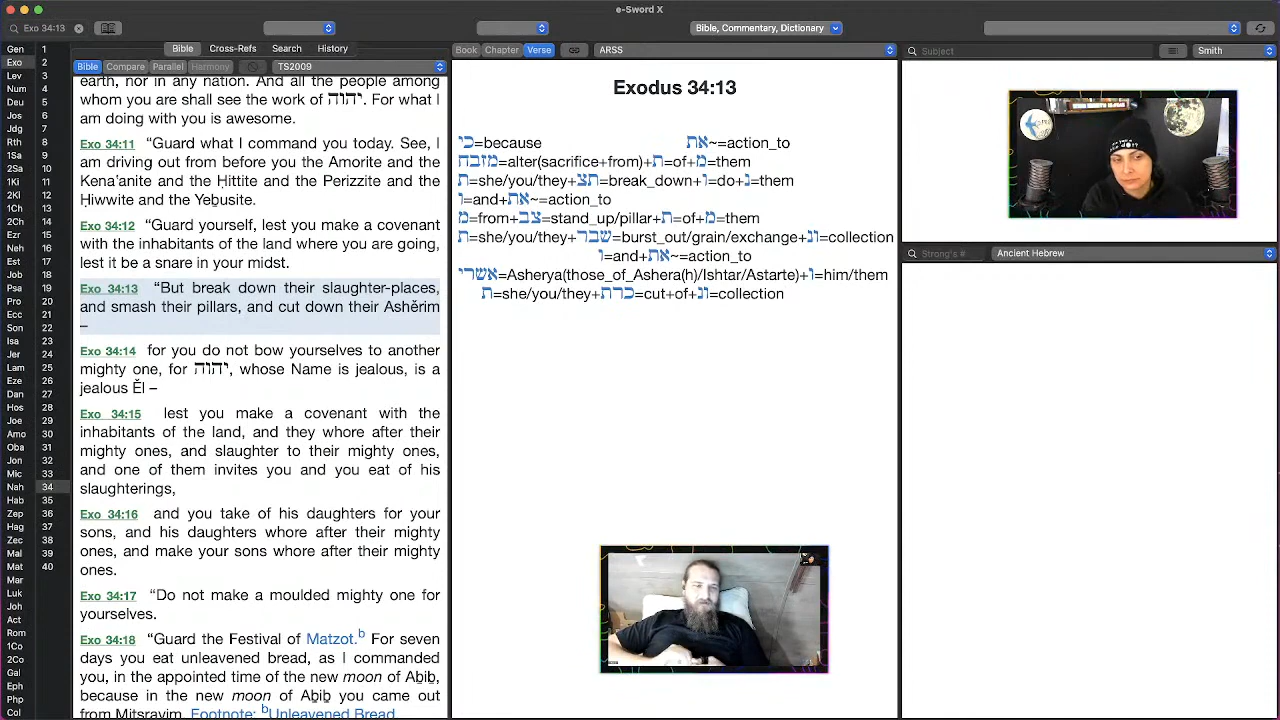 e-Sword X
Exo 34:13
Bible, Commentary, Dictionary
Gen
Exo
Lev
Num
Deu
Jos
Jdg
Rth
1Sa
2Sa
1Ki
2Ki
1Ch
2Ch
Ezr
Neh
Est
Job
Psa
Pro
Ecc
Son
Isa
Jer
Lam
Eze
Dan
Hos
Joe
Amo
Oba
Jon
Mic
Nah
Hab
Zep
Hag
Zec
Mal
Mat
Mar
Luk
Joh
Act
Rom
1Co
2Co
Gal
Eph
Php
Col
1
2
3
4
5
6
7
8
9
10
11
12
13
14
15
16
17
18
19
20
21
22
23
24
25
26
27
28
29
30
31
32
33
34
35
36
37
38
39
40
Bible Cross-Refs Search History
Bible Compare Parallel Harmony TS2009
earth, nor in any nation. And all the people among
whom you are shall see the work of יהוה. For what I
am doing with you is awesome.
Exo 34:11 “Guard what I command you today. See, I
am driving out from before you the Amorite and the
Kena‛anite and the Ḥittite and the Perizzite and the
Ḥiwwite and the Yeḇusite.
Exo 34:12 “Guard yourself, lest you make a covenant
with the inhabitants of the land where you are going,
lest it be a snare in your midst.
Exo 34:13 “But break down their slaughter-places,
and smash their pillars, and cut down their Ashĕrim
–
Exo 34:14 for you do not bow yourselves to another
mighty one, for יהוה, whose Name is jealous, is a
jealous Ĕl –
Exo 34:15 lest you make a covenant with the
inhabitants of the land, and they whore after their
mighty ones, and slaughter to their mighty ones,
and one of them invites you and you eat of his
slaughterings,
Exo 34:16 and you take of his daughters for your
sons, and his daughters whore after their mighty
ones, and make your sons whore after their mighty
ones.
Exo 34:17 “Do not make a moulded mighty one for
yourselves.
Exo 34:18 “Guard the Festival of Matzot.b For seven
days you eat unleavened bread, as I commanded
you, in the appointed time of the new moon of Aḇiḇ,
because in the new moon of Aḇiḇ you came out
from Mitsrayim. Footnote: bUnleavened Bread
Book Chapter Verse ARSS
Exodus 34:13
כי=because את~=action_to
מזבח=alter(sacrifice+from)+ת=of+מ=them
ת=she/you/they+תצ=break_down+ו=do+נ=them
ו=and+את~=action_to
מ=from+צב=stand_up/pillar+ת=of+מ=them
ת=she/you/they+שבר=burst_out/grain/exchange+ונ=collection
ו=and+את~=action_to
אשרי=Asherya(those_of_Ashera(h)/Ishtar/Astarte)+ו=him/them
ת=she/you/they+כרת=cut+of+ונ=collection
Subject Smith
Strong's # Ancient Hebrew